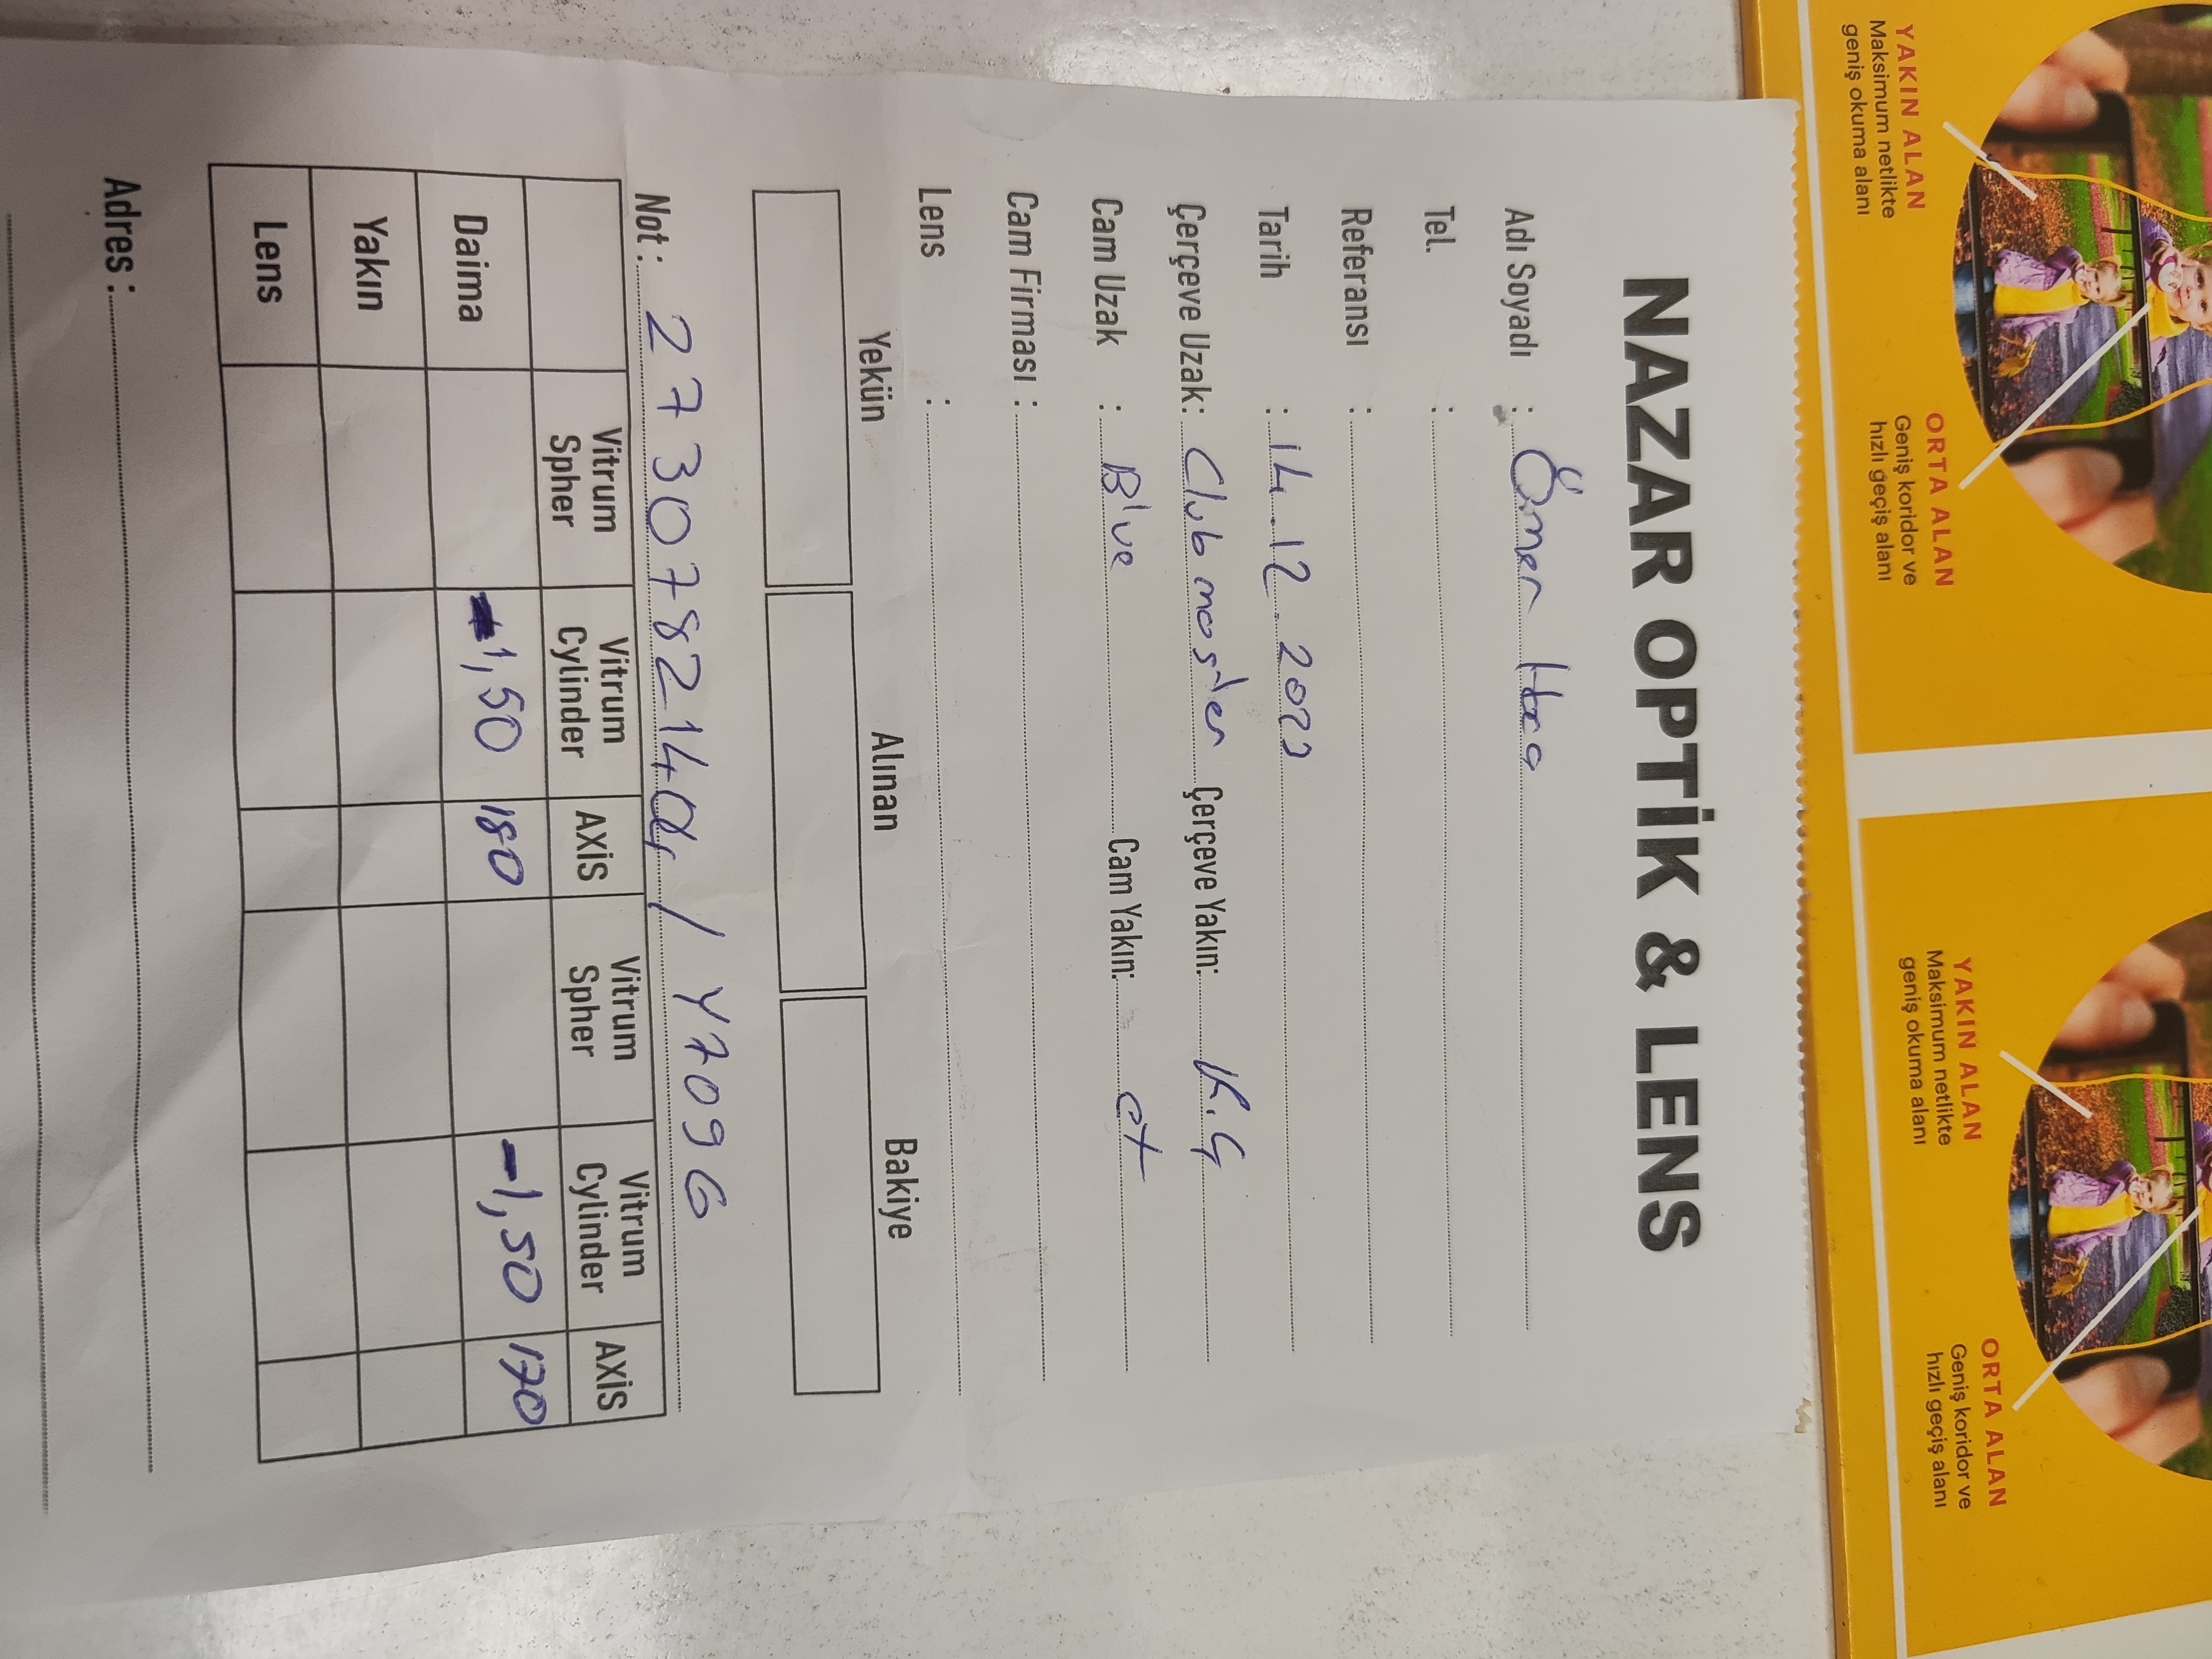 YAKIN ALAN
Maksimum netlikte
geniş okuma alanı
ORTA ALAN
Geniş koridor ve
hızlı geçiş alanı
YAKIN ALAN
Maksimum netlikte
geniş okuma alanı
ORTA ALAN
Geniş koridor ve
hızlı geçiş alanı
NAZAR OPTİK & LENS
Adı Soyadı : Ömer
Tel. :
Referansı :
Tarih : 14.12.2022
Çerçeve Uzak: Club master Çerçeve Yakın: K.G
Cam Uzak : Blue Cam Yakın:
Cam Firması :
Lens :
Yekün Alınan Bakiye
Not : 27307821404 / Y7096
Vitrum Spher Vitrum Cylinder AXIS Vitrum Spher Vitrum Cylinder AXIS
Daima -1,50 180 -1,50 170
Yakın
Lens
Adres :